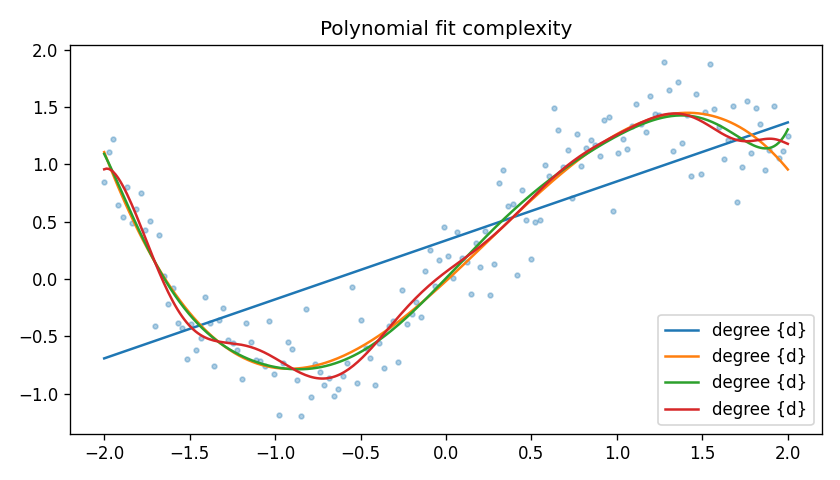 Polynomial fit complexity
2.0
1.5
1.0
0.5
0.0
−0.5
−1.0
degree {d}
degree {d}
degree {d}
degree {d}
−2.0 −1.5 −1.0 −0.5 0.0 0.5 1.0 1.5 2.0